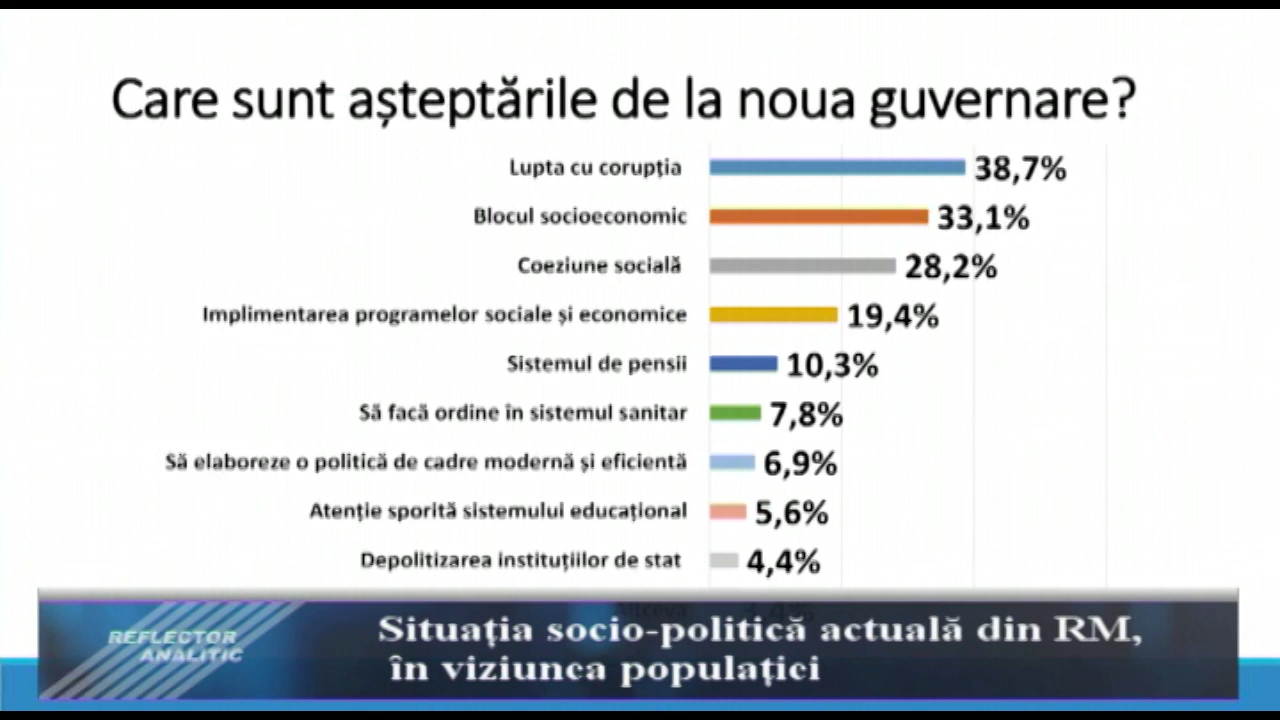 Care sunt așteptările de la noua guvernare?
Lupta cu corupția 38,7%
Blocul socioeconomic 33,1%
Coeziune socială 28,2%
Implimentarea programelor sociale și economice 19,4%
Sistemul de pensii 10,3%
Să facă ordine în sistemul sanitar 7,8%
Să elaboreze o politică de cadre modernă și eficientă 6,9%
Atenție sporită sistemului educațional 5,6%
Depolitizarea instituțiilor de stat 4,4%
Altceva
REFLECTOR
ANALITIC
Situația socio-politică actuală din RM,
în viziunea populației